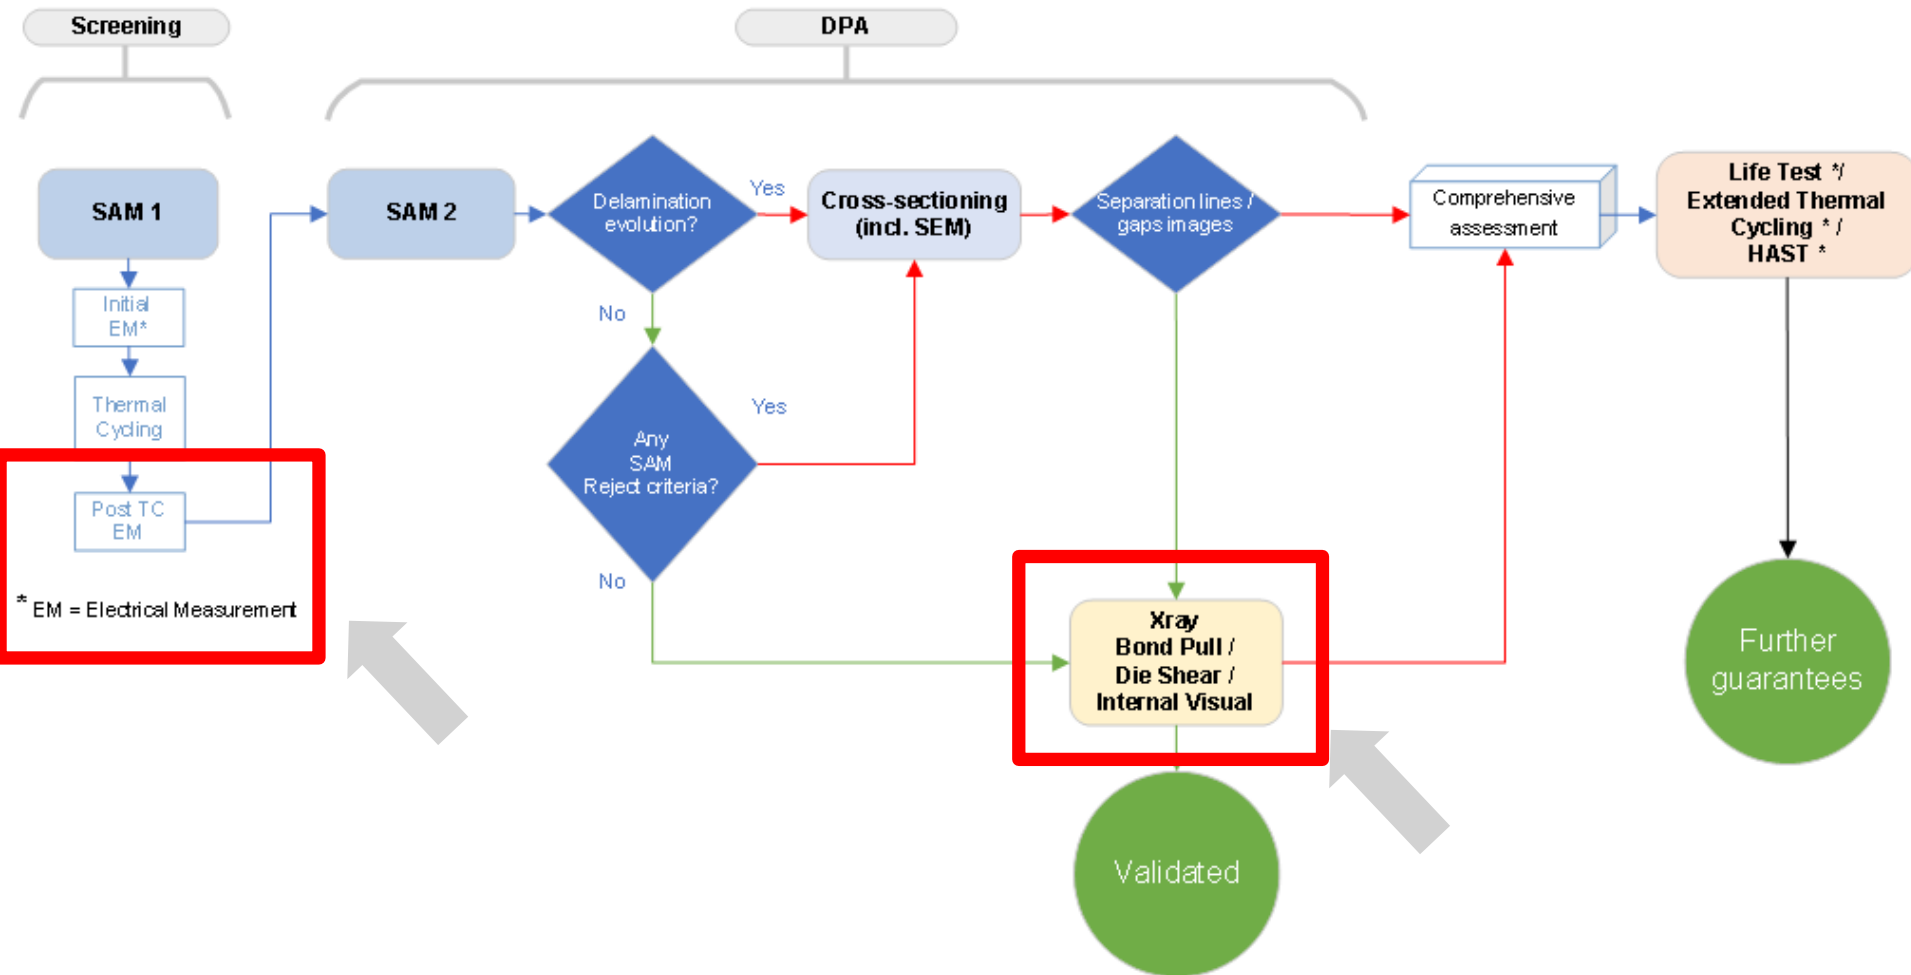 Screening
DPA
SAM 1
Initial
EM*
Thermal
Cycling
Post TC
EM
* EM = Electrical Measurement
SAM 2
Delamination
evolution?
Yes
No
Any
SAM
Reject criteria?
Yes
No
Cross-sectioning
(incl. SEM)
Separation lines /
gaps images
Xray
Bond Pull /
Die Shear /
Internal Visual
Validated
Comprehensive
assessment
Life Test */
Extended Thermal
Cycling * /
HAST *
Further
guarantees